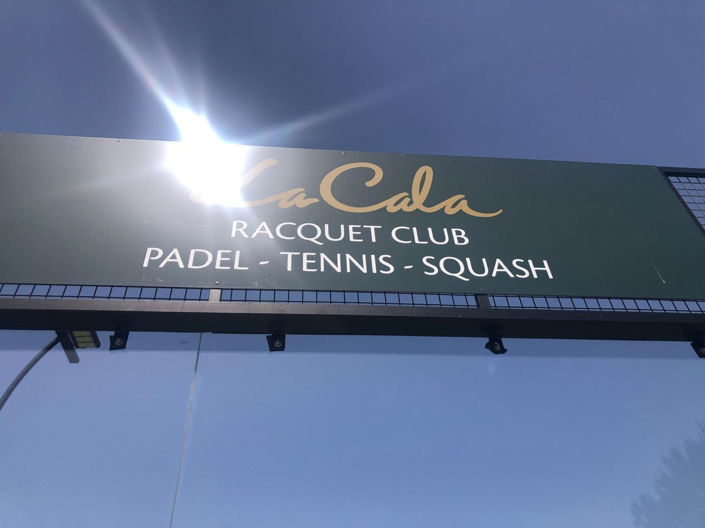 La Cala
RACQUET CLUB
PADEL - TENNIS - SQUASH